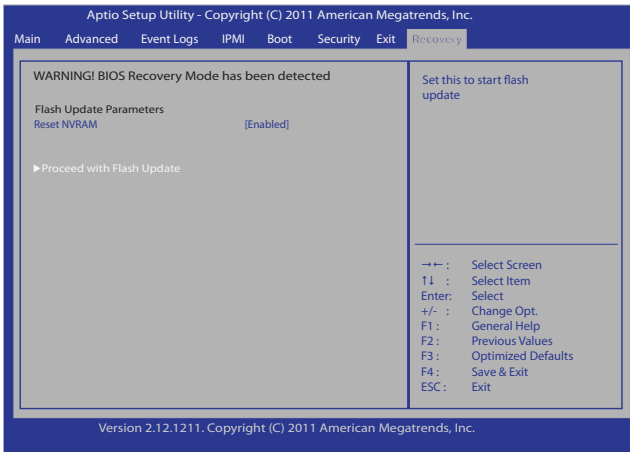 Aptio Setup Utility - Copyright (C) 2011 American Megatrends, Inc.
Main Advanced Event Logs IPMI Boot Security Exit Recovery
WARNING! BIOS Recovery Mode has been detected
Flash Update Parameters
Reset NVRAM [Enabled]
►Proceed with Flash Update
Set this to start flash
update
→← : Select Screen
↑↓ : Select Item
Enter: Select
+/- : Change Opt.
F1 : General Help
F2 : Previous Values
F3 : Optimized Defaults
F4 : Save & Exit
ESC : Exit
Version 2.12.1211. Copyright (C) 2011 American Megatrends, Inc.